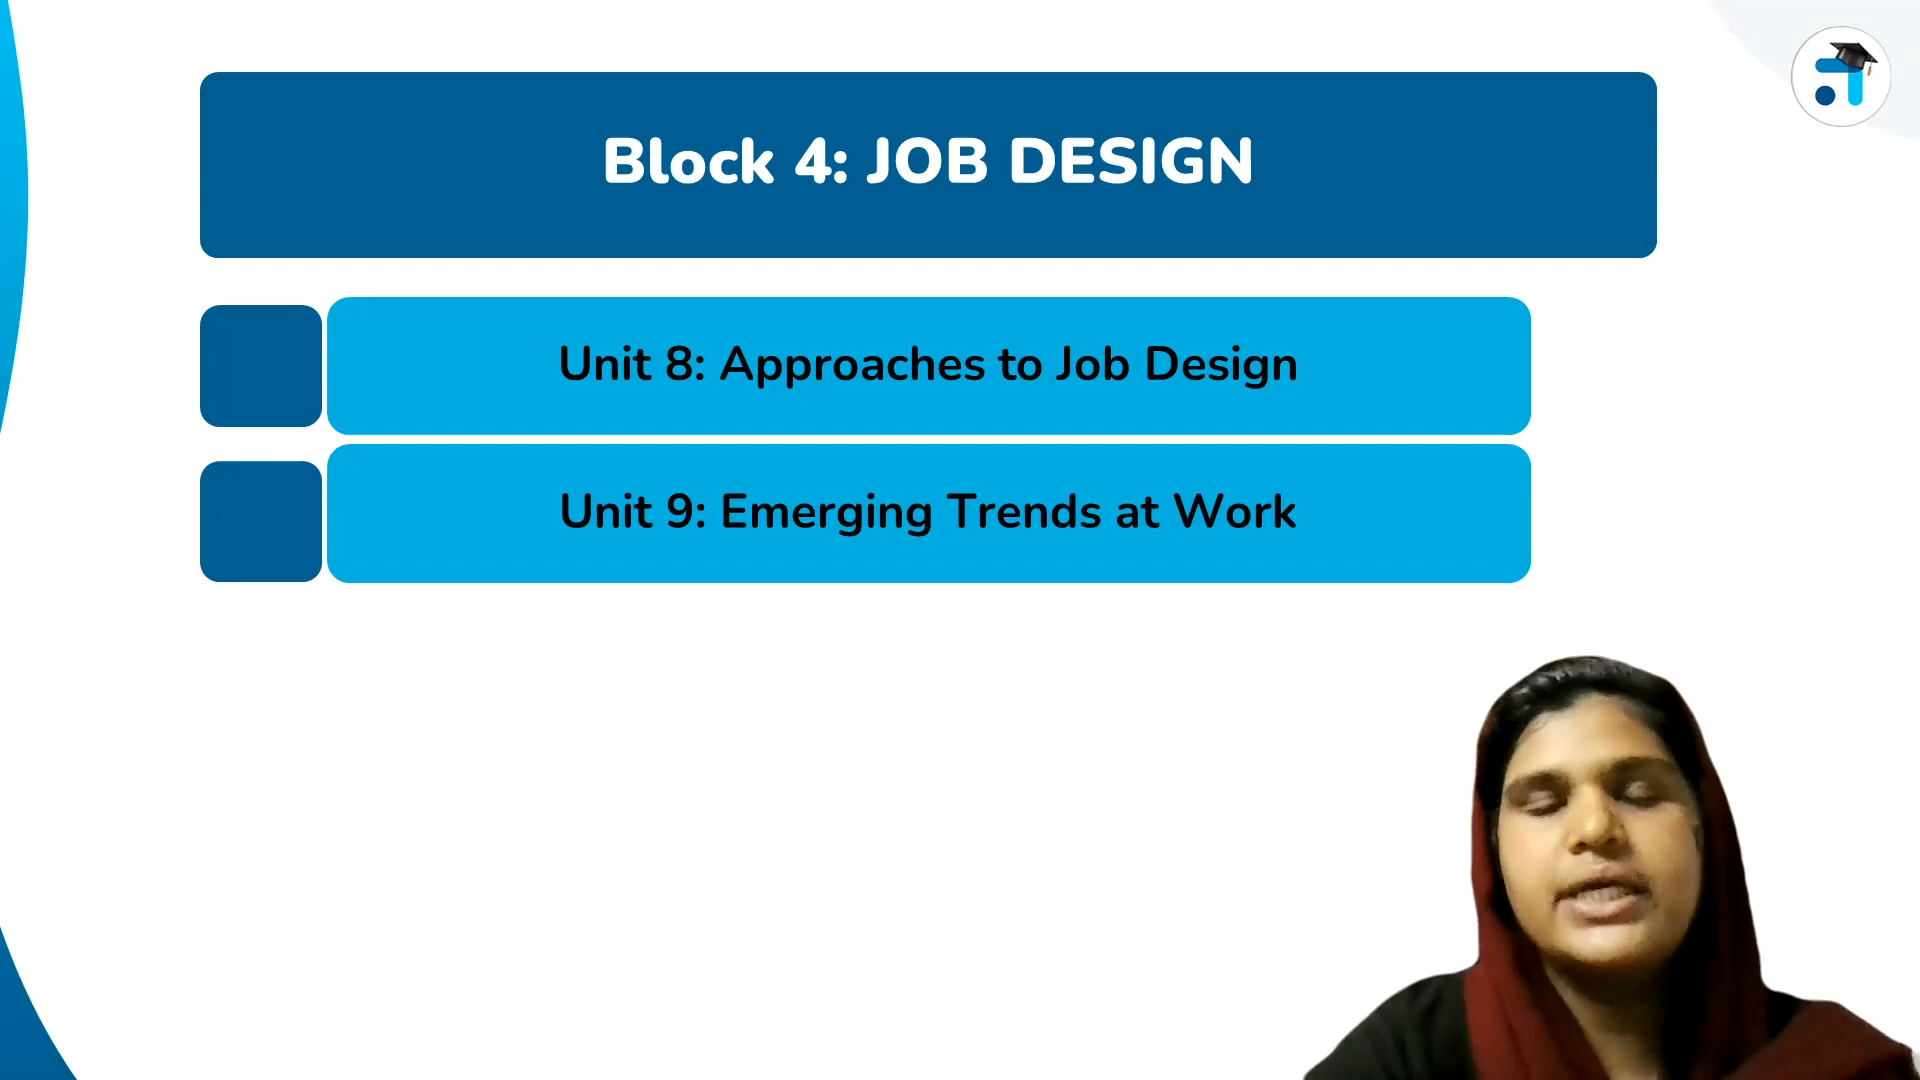 Block 4: JOB DESIGN
Unit 8: Approaches to Job Design
Unit 9: Emerging Trends at Work